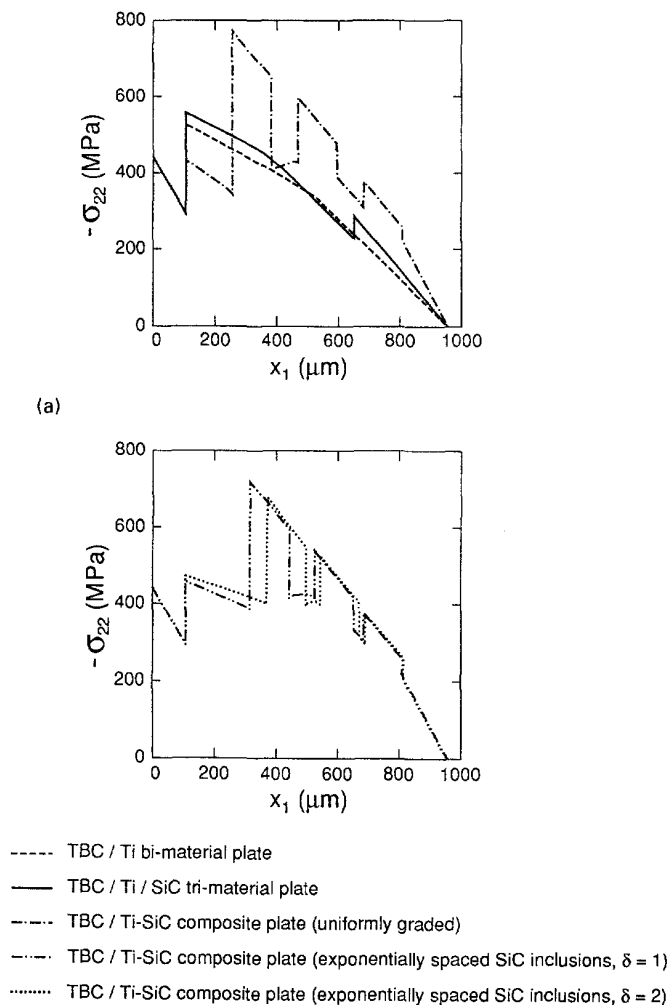 800
600
400
200
0
-σ22 (MPa)
0 200 400 600 800 1000
x1 (μm)
(a)
800
600
400
200
0
-σ22 (MPa)
0 200 400 600 800 1000
x1 (μm)
TBC / Ti bi-material plate
TBC / Ti / SiC tri-material plate
TBC / Ti-SiC composite plate (uniformly graded)
TBC / Ti-SiC composite plate (exponentially spaced SiC inclusions, δ = 1)
TBC / Ti-SiC composite plate (exponentially spaced SiC inclusions, δ = 2)